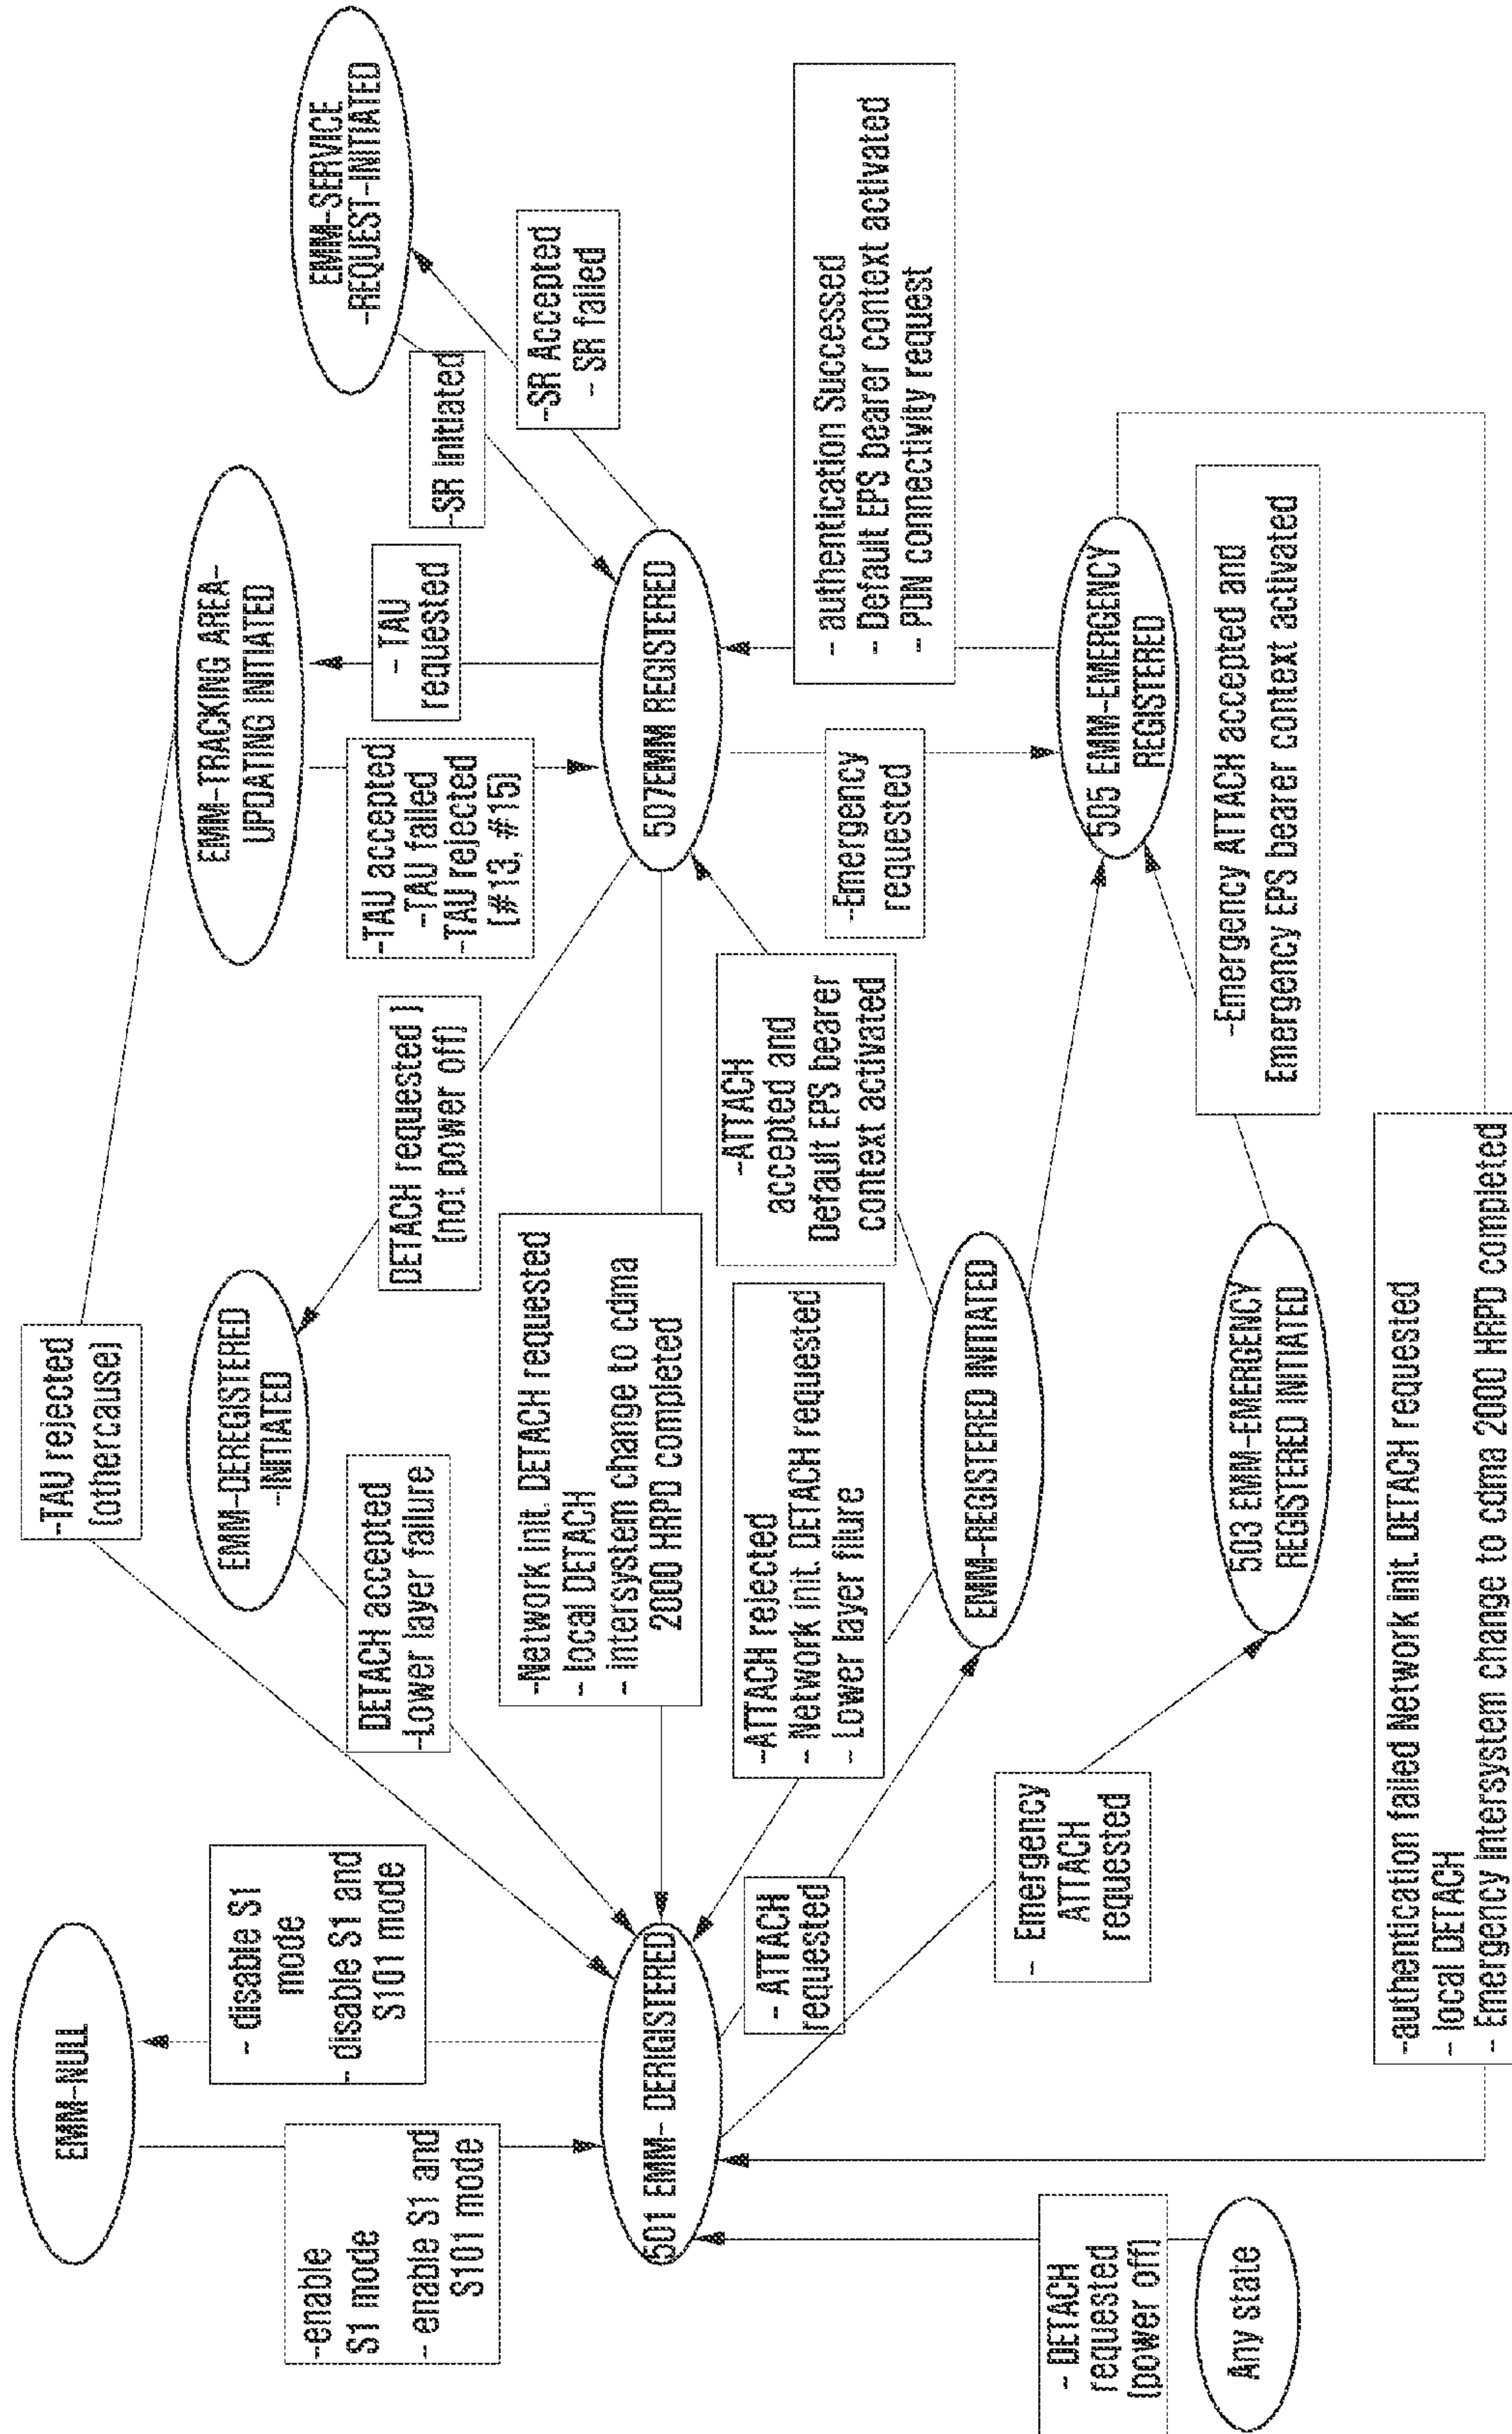 EMM-NULL
-enable
S1 mode
- enable S1 and
S101 mode
- disable S1
mode
- disable S1 and
S101 mode
-TAU rejected
(othercause)
EMM-DEREGISTERED
-INITIATED
DETACH accepted
-Lower layer failure
DETACH requested )
(not power off)
EMM-TRACKING AREA-
UPDATING INITIATED
-TAU accepted
-TAU failed
-TAU rejected
(#13, #15)
- TAU
requested
EMM-SERVICE
-REQUEST-INITIATED
-SR initiated
-SR Accepted
- SR failed
501 EMM- DERIGISTERED
-Network init. DETACH requested
- local DETACH
- intersystem change to cdma
2000 HRPD completed
507EMM REGISTERED
- DETACH
requested
(power off)
Any state
- ATTACH
requested
-ATTACH rejected
- Network init. DETACH requested
- Lower layer filure
-ATTACH
accepted and
Default EPS bearer
context activated
-Emergency
requested
- authentication Successed
- Default EPS bearer context activated
- PDN connectivity request
EMM-REGISTERED INITIATED
- Emergency
ATTACH
requested
503 EMM-EMERGENCY
REGISTERED INITIATED
505 EMM-EMERGENCY
REGISTERED
-Emergency ATTACH accepted and
Emergency EPS bearer context activated
-authentication failed Network init. DETACH requested
- local DETACH
- Emergency intersystem change to cdma 2000 HRPD completed